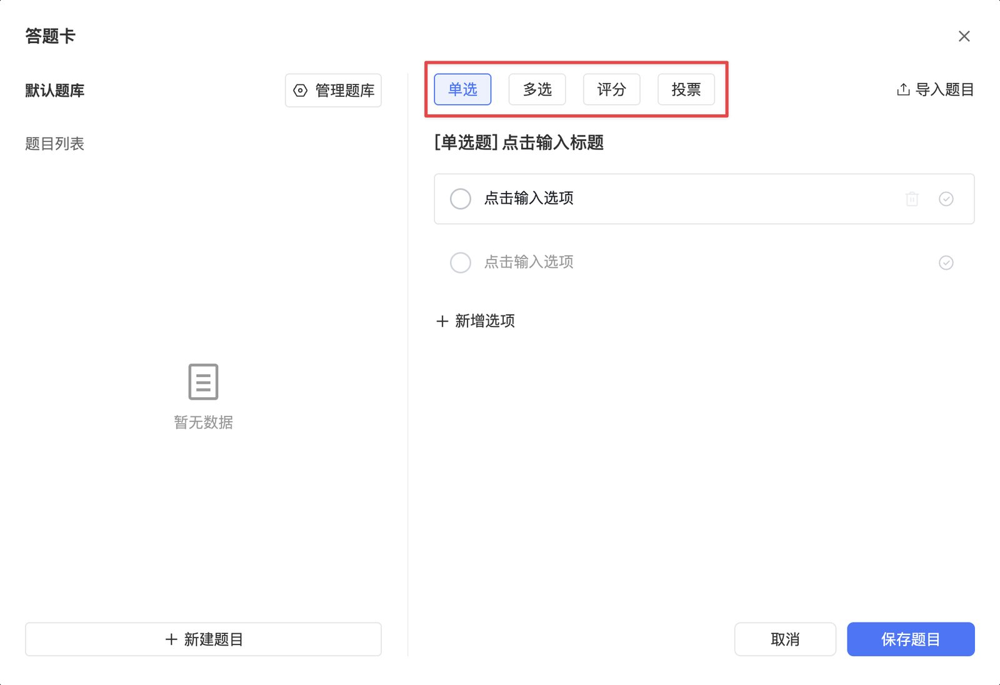 答题卡
默认题库
管理题库
题目列表
暂无数据
新建题目
单选 多选 评分 投票
导入题目
[单选题] 点击输入标题
点击输入选项
点击输入选项
新增选项
取消
保存题目